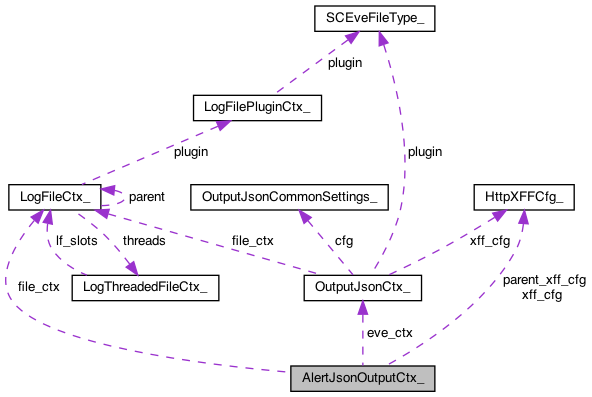 SCEveFileType_
plugin
LogFilePluginCtx_
plugin
plugin
LogFileCtx_
parent
OutputJsonCommonSettings_
HttpXFFCfg_
lf_slots
threads
file_ctx
cfg
xff_cfg
file_ctx
LogThreadedFileCtx_
OutputJsonCtx_
parent_xff_cfg
xff_cfg
eve_ctx
AlertJsonOutputCtx_